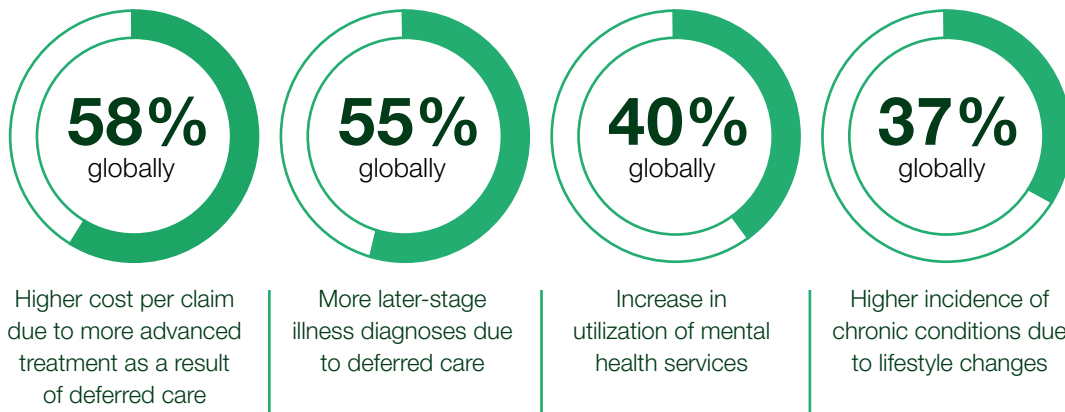 58%
globally
Higher cost per claim
due to more advanced
treatment as a result
of deferred care
55%
globally
More later-stage
illness diagnoses due
to deferred care
40%
globally
Increase in
utilization of mental
health services
37%
globally
Higher incidence of
chronic conditions due
to lifestyle changes